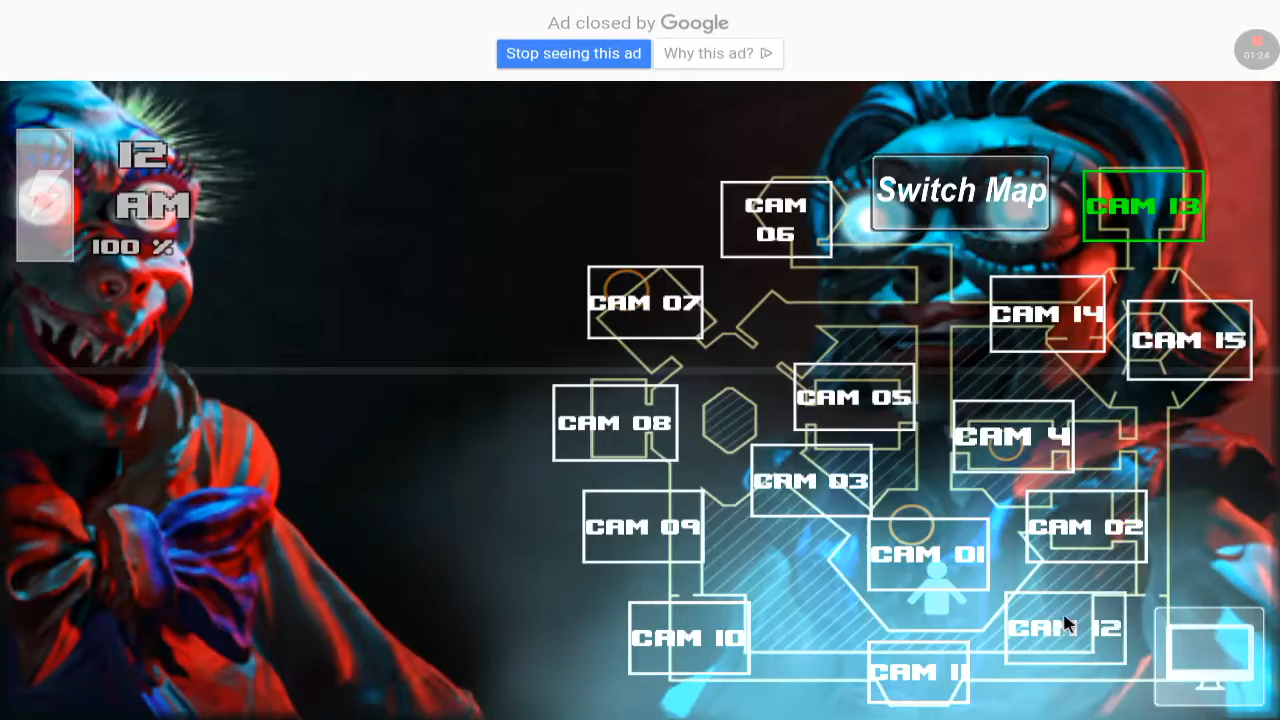 Ad closed by Google
Stop seeing this ad
Why this ad?
01:24
12
AM
100 %
Switch Map
CAM 13
CAM
06
CAM 07
CAM 14
CAM 15
CAM 05
CAM 08
CAM 4
CAM 03
CAM 09
CAM 02
CAM 01
CAM 10
CAM 12
CAM 11